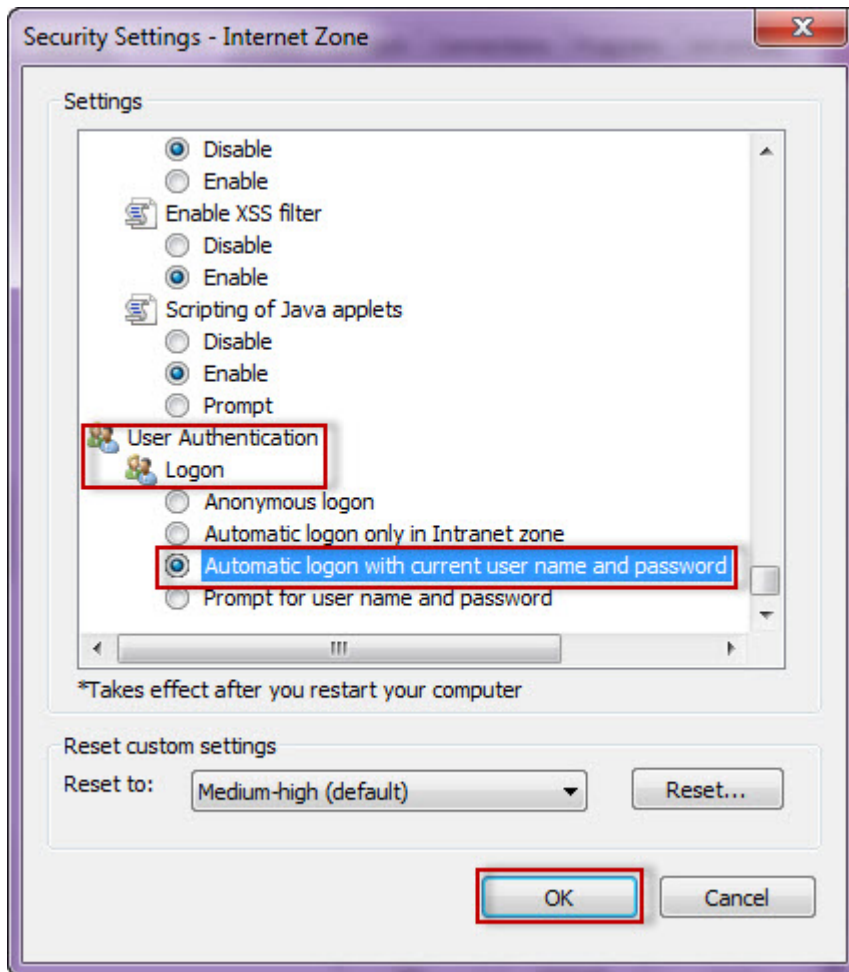 Security Settings - Internet Zone
Settings
Disable
Enable
Enable XSS filter
Disable
Enable
Scripting of Java applets
Disable
Enable
Prompt
User Authentication
Logon
Anonymous logon
Automatic logon only in Intranet zone
Automatic logon with current user name and password
Prompt for user name and password
*Takes effect after you restart your computer
Reset custom settings
Reset to:
Medium-high (default)
Reset...
OK
Cancel